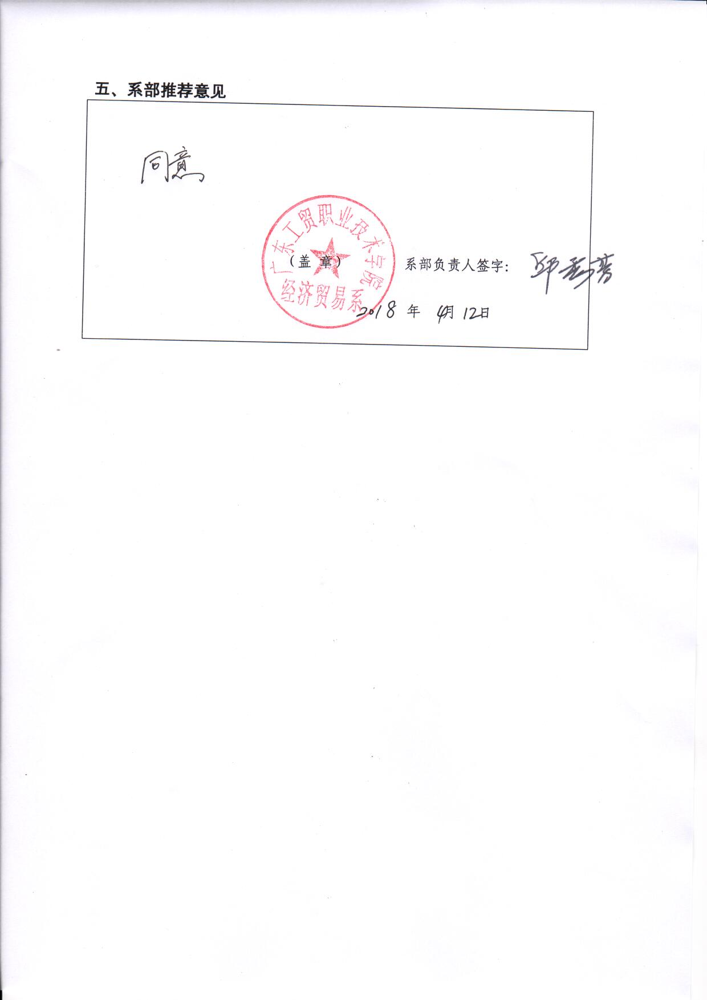 五、系部推荐意见
同意
广东工贸职业技术学院
（盖 章） 系部负责人签字：邱
经济贸易系
2018 年 4月 12日